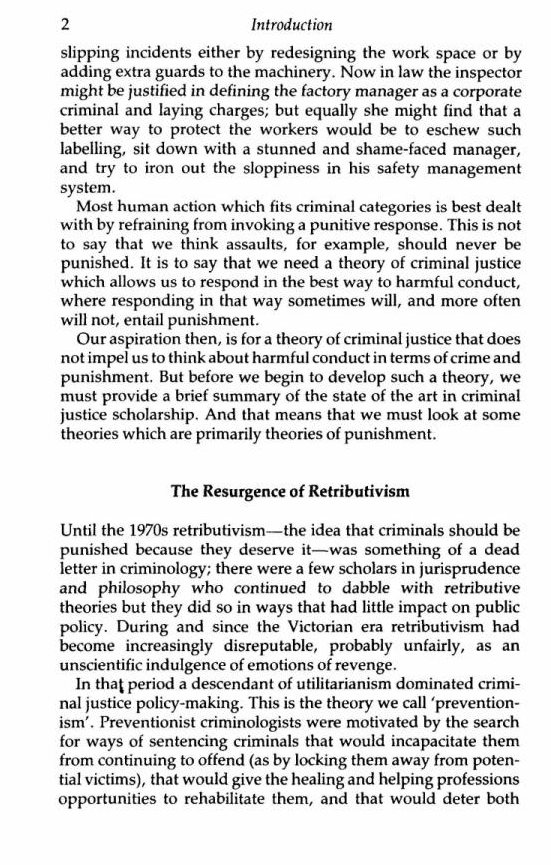 2 Introduction
slipping incidents either by redesigning the work space or by
adding extra guards to the machinery. Now in law the inspector
might be justified in defining the factory manager as a corporate
criminal and laying charges; but equally she might find that a
better way to protect the workers would be to eschew such
labelling, sit down with a stunned and shame-faced manager,
and try to iron out the sloppiness in his safety management
system.
Most human action which fits criminal categories is best dealt
with by refraining from invoking a punitive response. This is not
to say that we think assaults, for example, should never be
punished. It is to say that we need a theory of criminal justice
which allows us to respond in the best way to harmful conduct,
where responding in that way sometimes will, and more often
will not, entail punishment.
Our aspiration then, is for a theory of criminal justice that does
not impel us to think about harmful conduct in terms of crime and
punishment. But before we begin to develop such a theory, we
must provide a brief summary of the state of the art in criminal
justice scholarship. And that means that we must look at some
theories which are primarily theories of punishment.
The Resurgence of Retributivism
Until the 1970s retributivism—the idea that criminals should be
punished because they deserve it—was something of a dead
letter in criminology; there were a few scholars in jurisprudence
and philosophy who continued to dabble with retributive
theories but they did so in ways that had little impact on public
policy. During and since the Victorian era retributivism had
become increasingly disreputable, probably unfairly, as an
unscientific indulgence of emotions of revenge.
In that period a descendant of utilitarianism dominated crimi-
nal justice policy-making. This is the theory we call 'prevention-
ism'. Preventionist criminologists were motivated by the search
for ways of sentencing criminals that would incapacitate them
from continuing to offend (as by locking them away from poten-
tial victims), that would give the healing and helping professions
opportunities to rehabilitate them, and that would deter both